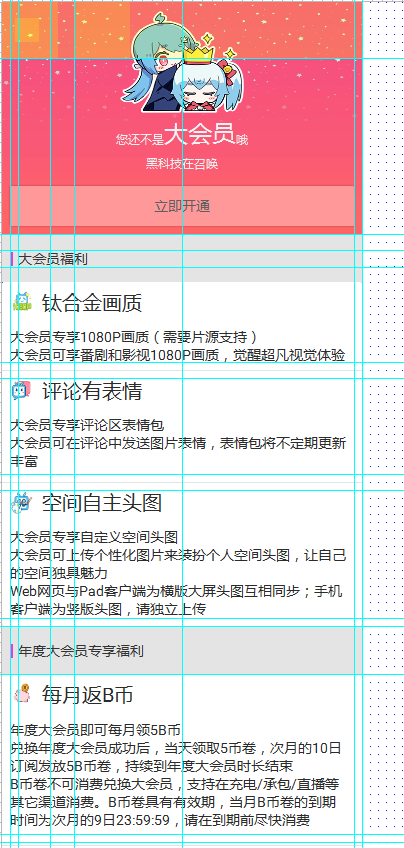 您还不是大会员哦
黑科技在召唤
立即开通
大会员福利
钛合金画质
大会员专享1080P画质（需要片源支持）
大会员可享番剧和影视1080P画质，觉醒超凡视觉体验
评论有表情
大会员专享评论区表情包
大会员可在评论中发送图片表情，表情包将不定期更新
丰富
空间自主头图
大会员专享自定义空间头图
大会员可上传个性化图片来装扮个人空间头图，让自己
的空间独具魅力
Web网页与Pad客户端为横版大屏头图互相同步；手机
客户端为竖版头图，请独立上传
年度大会员专享福利
每月返B币
年度大会员即可每月领5B币
兑换年度大会员成功后，当天领取5币卷，次月的10日
订阅发放5B币卷，持续到年度大会员时长结束
B币卷不可消费兑换大会员，支持在充电/承包/直播等
其它渠道消费。B币卷具有有效期，当月B币卷的到期
时间为次月的9日23:59:59，请在到期前尽快消费